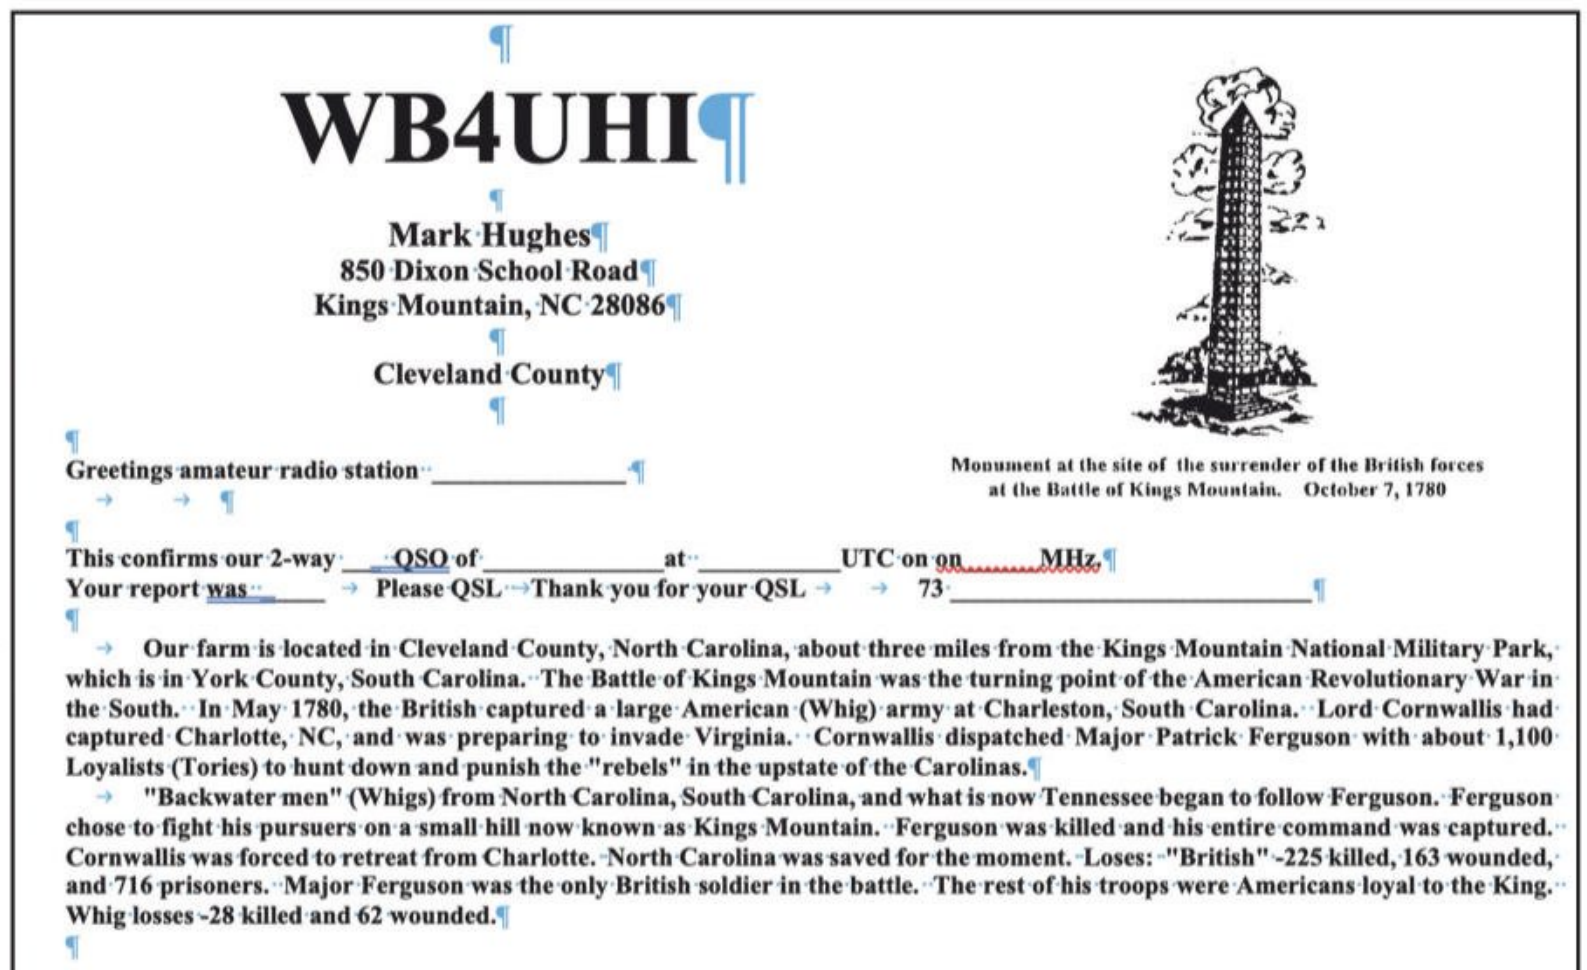 WB4UHI
Mark Hughes
850 Dixon School Road
Kings Mountain, NC 28086
Cleveland County
Greetings amateur radio station ______________
Monument at the site of the surrender of the British forces
at the Battle of Kings Mountain. October 7, 1780
This confirms our 2-way ____QSO of _____________at __________UTC on on_______MHz.
Your report was ____ Please QSL Thank you for your QSL 73 __________________________
Our farm is located in Cleveland County, North Carolina, about three miles from the Kings Mountain National Military Park,
which is in York County, South Carolina. The Battle of Kings Mountain was the turning point of the American Revolutionary War in
the South. In May 1780, the British captured a large American (Whig) army at Charleston, South Carolina. Lord Cornwallis had
captured Charlotte, NC, and was preparing to invade Virginia. Cornwallis dispatched Major Patrick Ferguson with about 1,100
Loyalists (Tories) to hunt down and punish the "rebels" in the upstate of the Carolinas.
"Backwater men" (Whigs) from North Carolina, South Carolina, and what is now Tennessee began to follow Ferguson. Ferguson
chose to fight his pursuers on a small hill now known as Kings Mountain. Ferguson was killed and his entire command was captured.
Cornwallis was forced to retreat from Charlotte. North Carolina was saved for the moment. Loses: "British" -225 killed, 163 wounded,
and 716 prisoners. Major Ferguson was the only British soldier in the battle. The rest of his troops were Americans loyal to the King.
Whig losses -28 killed and 62 wounded.